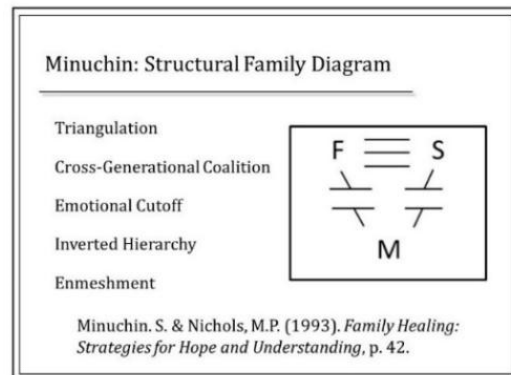 Minuchin: Structural Family Diagram
Triangulation
Cross-Generational Coalition
Emotional Cutoff
Inverted Hierarchy
Enmeshment
F S
M
Minuchin. S. & Nichols, M.P. (1993). Family Healing:
Strategies for Hope and Understanding, p. 42.